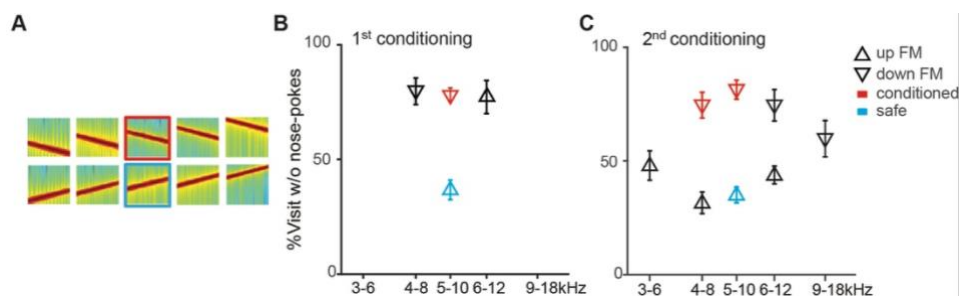 A
B
1st conditioning
%Visit w/o nose-pokes
100
50
0
3-6 4-8 5-10 6-12 9-18kHz
C
2nd conditioning
100
50
0
3-6 4-8 5-10 6-12 9-18kHz
up FM
down FM
conditioned
safe